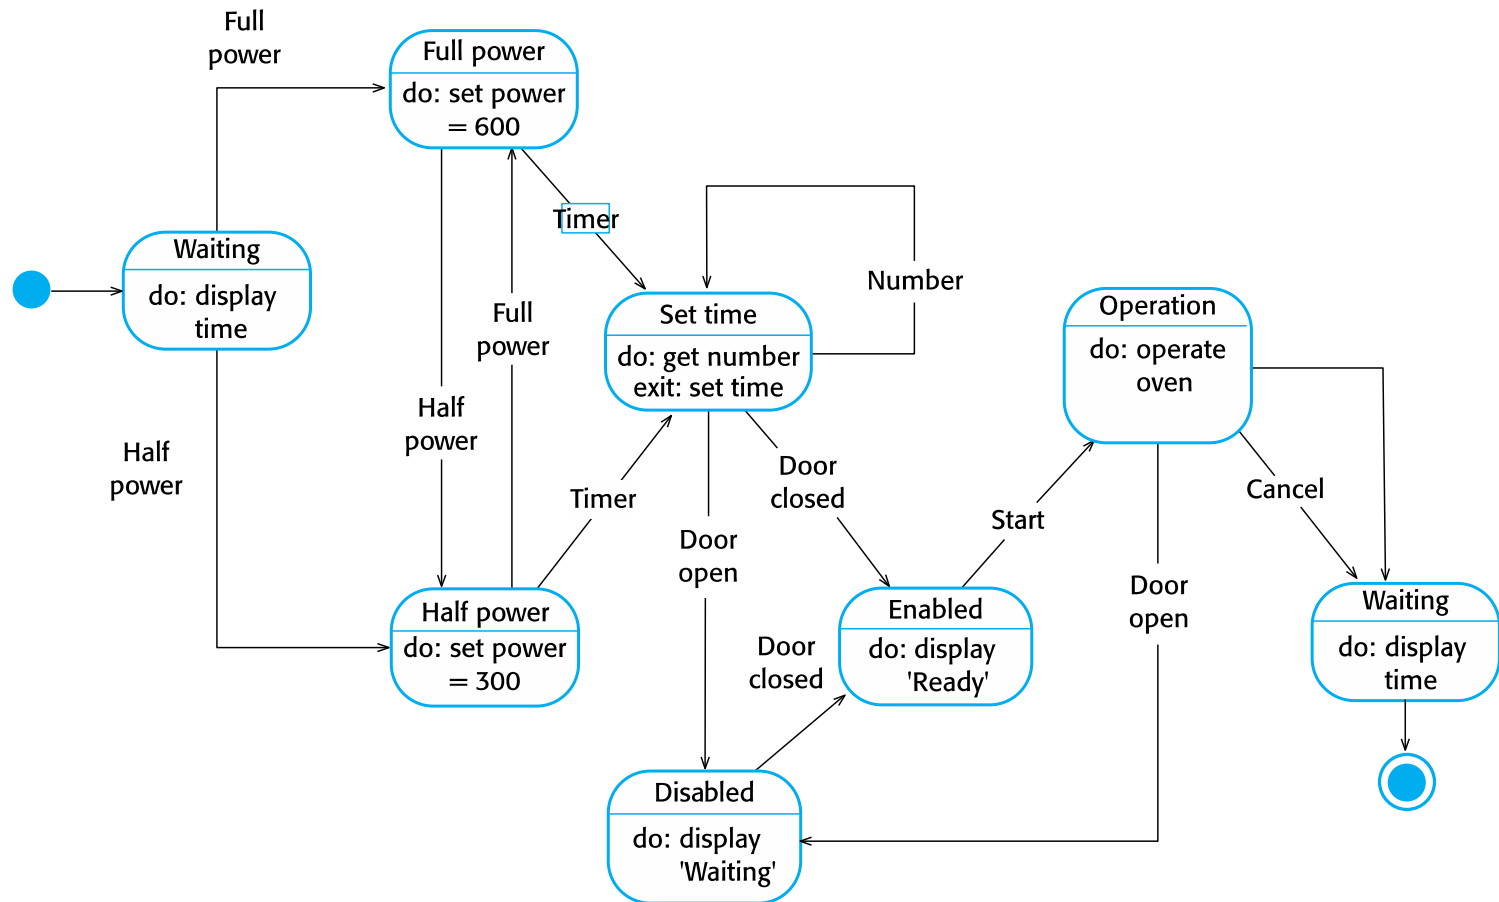 Full
power
Full power
do: set power
= 600
Timer
Waiting
do: display
time
Number
Full
power
Set time
do: get number
exit: set time
Operation
do: operate
oven
Half
power
Half
power
Timer
Door
closed
Door
open
Start
Cancel
Door
open
Half power
do: set power
= 300
Door
closed
Enabled
do: display
'Ready'
Waiting
do: display
time
Disabled
do: display
'Waiting'